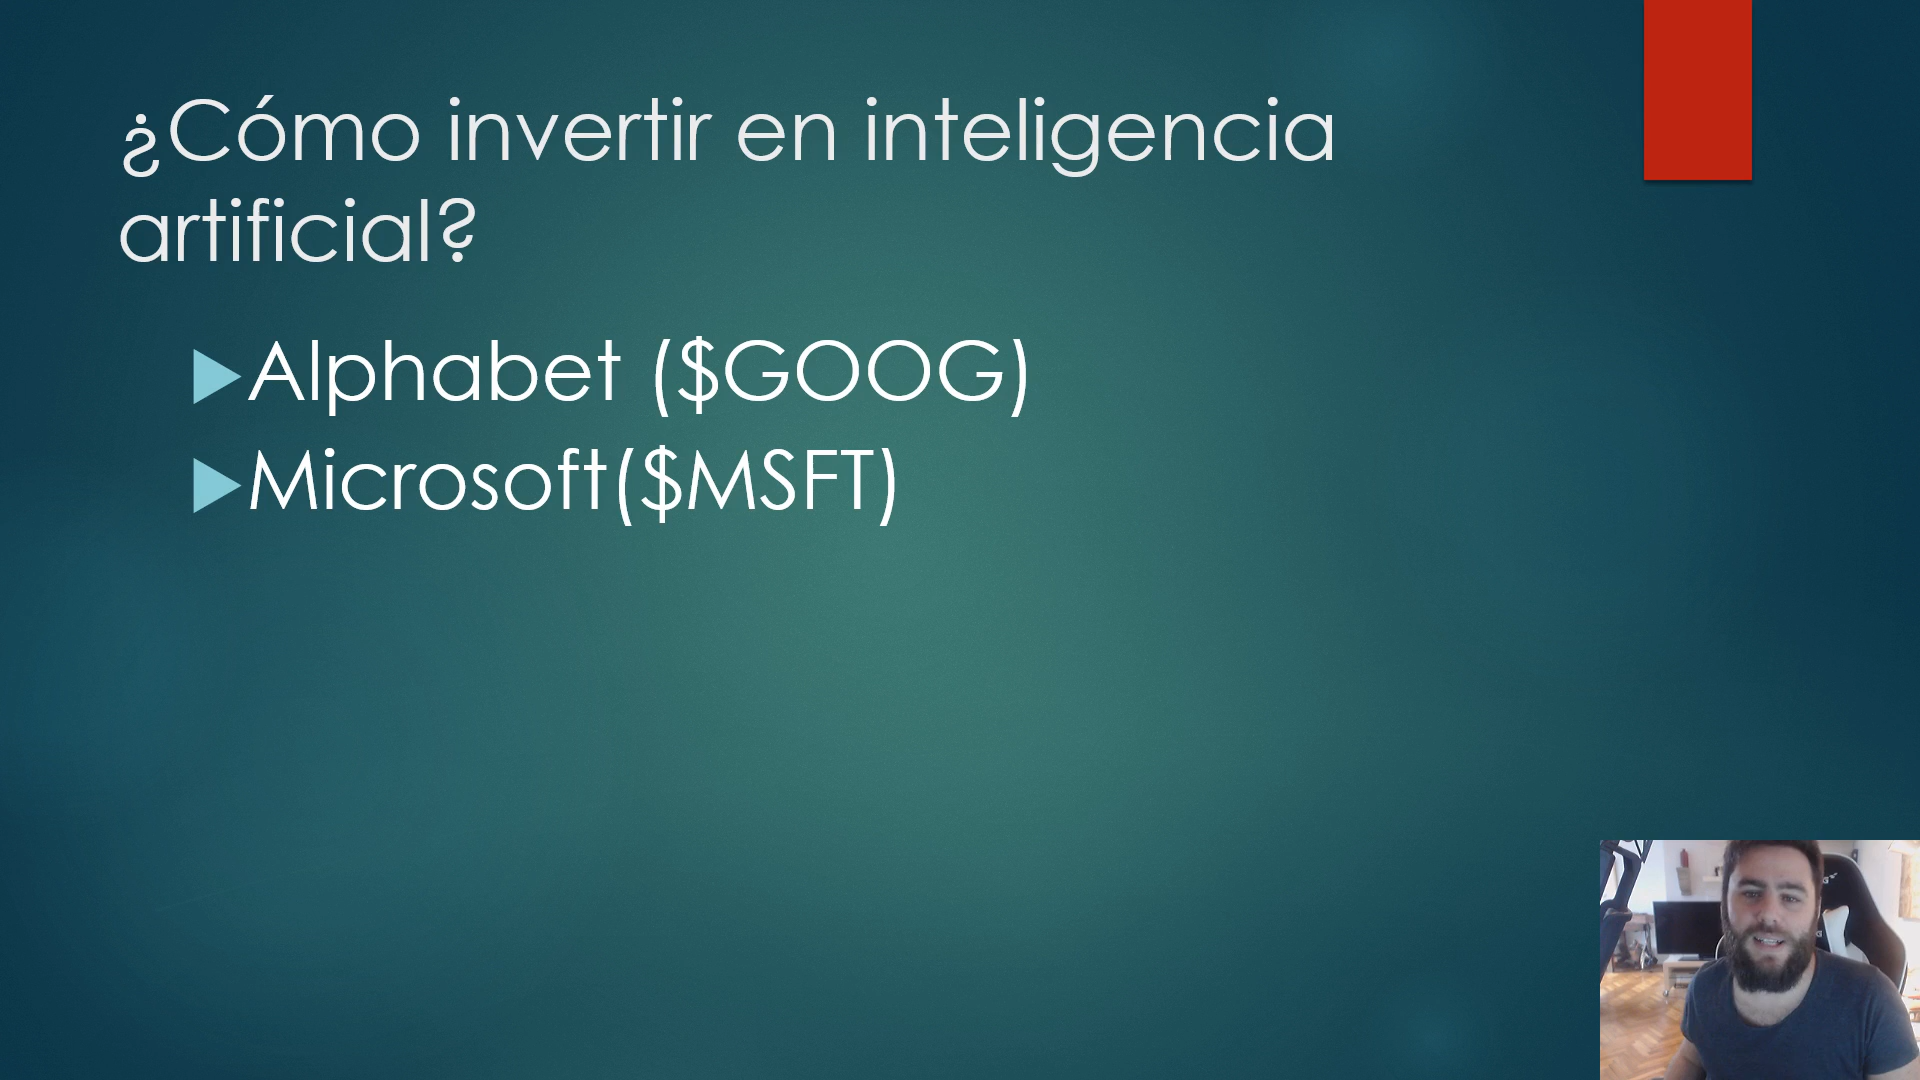 ¿Cómo invertir en inteligencia
artificial?
Alphabet ($GOOG)
Microsoft($MSFT)